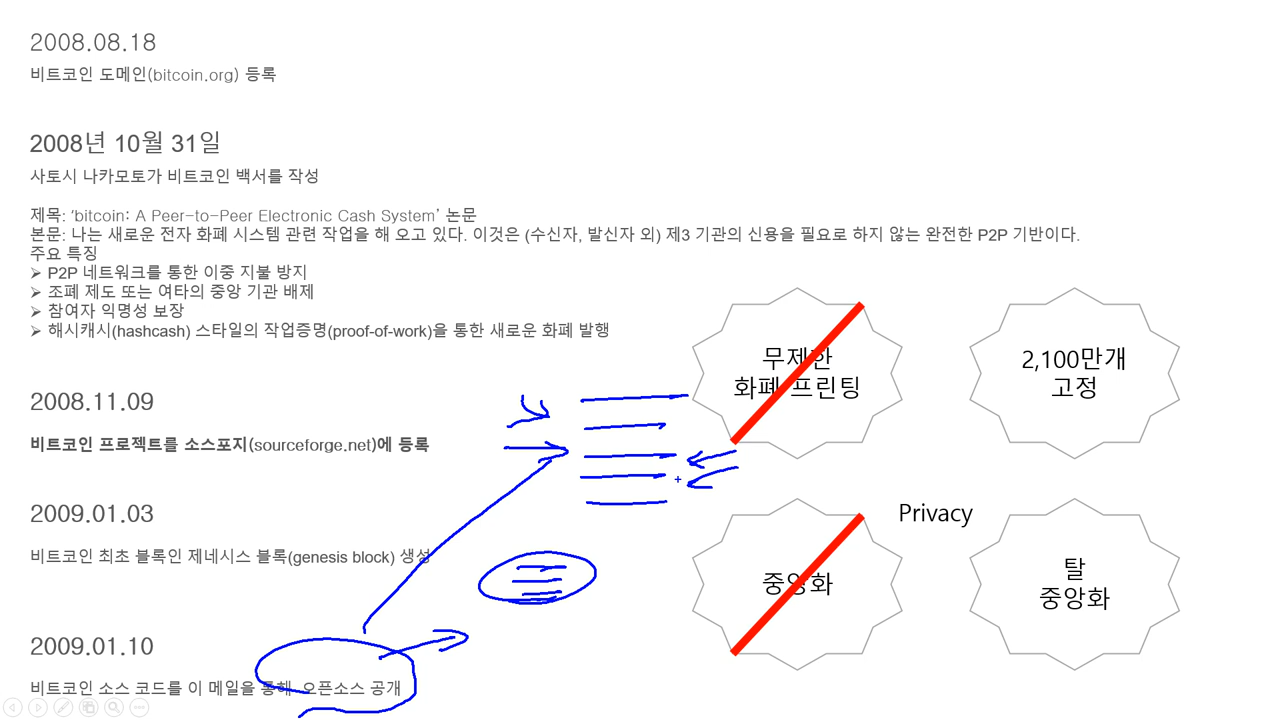 2008.08.18
비트코인 도메인(bitcoin.org) 등록
2008년 10월 31일
사토시 나카모토가 비트코인 백서를 작성
제목: ‘bitcoin: A Peer-to-Peer Electronic Cash System’ 논문
본문: 나는 새로운 전자 화폐 시스템 관련 작업을 해 오고 있다. 이것은 (수신자, 발신자 외) 제3 기관의 신용을 필요로 하지 않는 완전한 P2P 기반이다.
주요 특징
➢ P2P 네트워크를 통한 이중 지불 방지
➢ 조폐 제도 또는 여타의 중앙 기관 배제
➢ 참여자 익명성 보장
➢ 해시캐시(hashcash) 스타일의 작업증명(proof-of-work)을 통한 새로운 화폐 발행
2008.11.09
비트코인 프로젝트를 소스포지(sourceforge.net)에 등록
2009.01.03
비트코인 최초 블록인 제네시스 블록(genesis block) 생성
2009.01.10
비트코인 소스 코드를 이 메일을 통해 오픈소스 공개
무제한
화폐 프린팅
2,100만개
고정
중앙화
Privacy
탈
중앙화